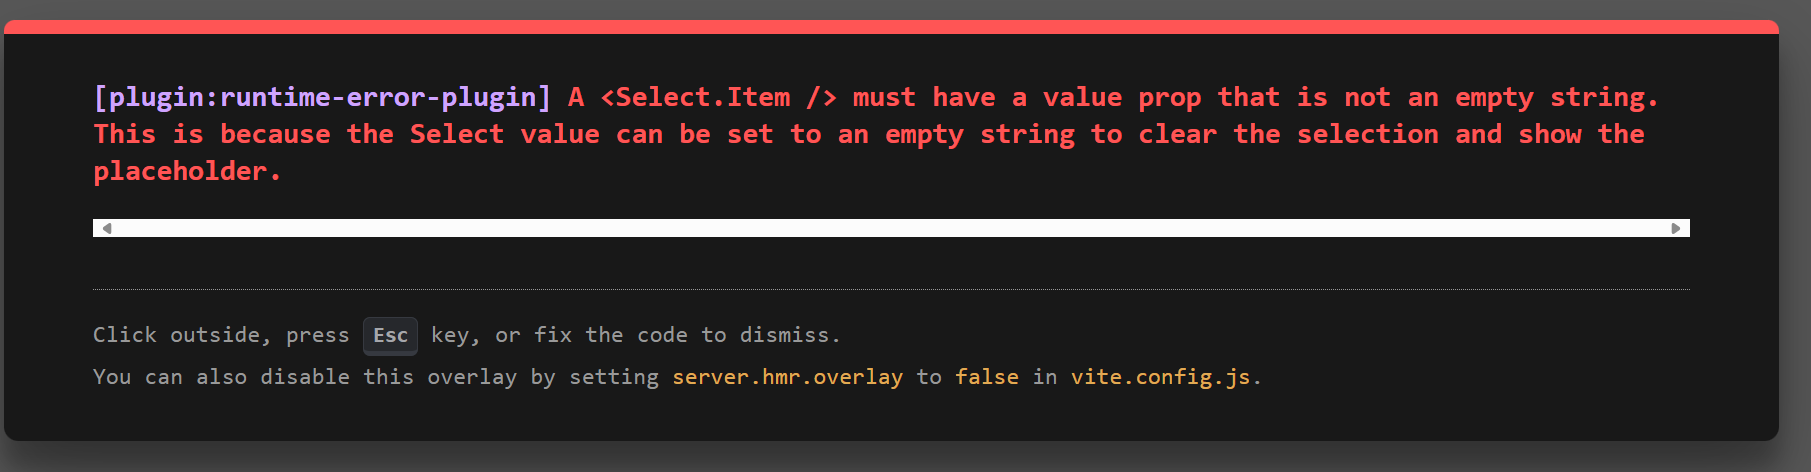 [plugin:runtime-error-plugin] A <Select.Item /> must have a value prop that is not an empty string.
This is because the Select value can be set to an empty string to clear the selection and show the
placeholder.
Click outside, press Esc key, or fix the code to dismiss.
You can also disable this overlay by setting server.hmr.overlay to false in vite.config.js.